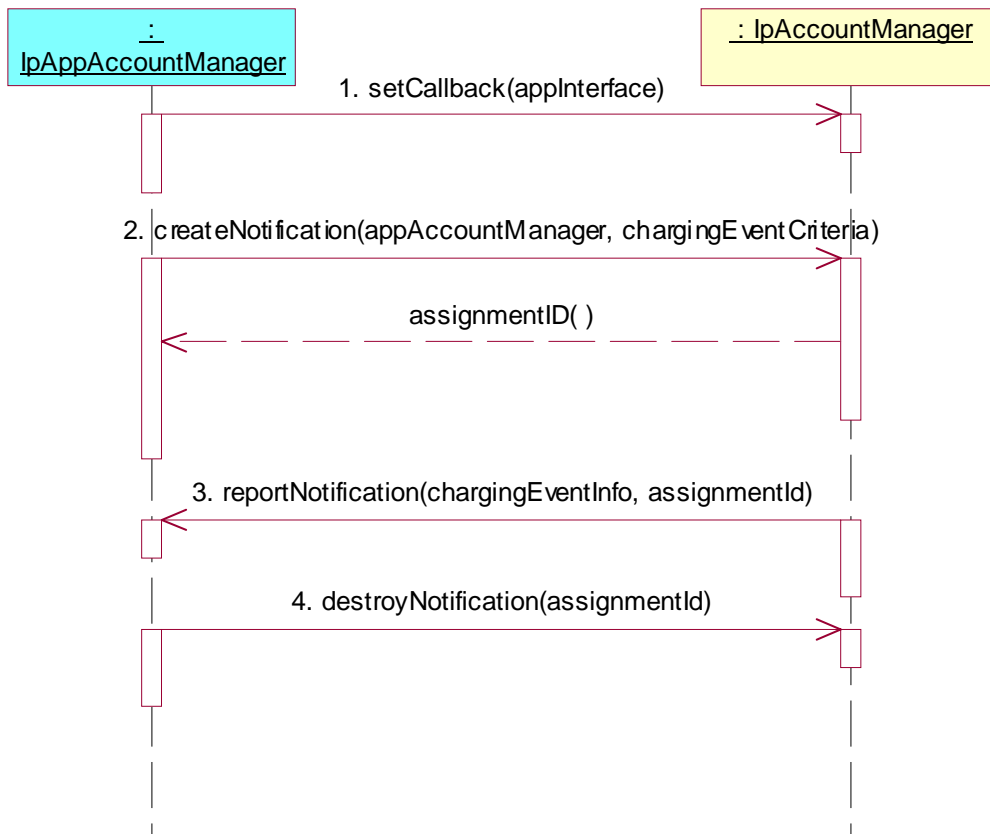 :
IpAppAccountManager
: IpAccountManager
1. setCallback(appInterface)
2. createNotification(appAccountManager, chargingEventCriteria)
assignmentID( )
3. reportNotification(chargingEventInfo, assignmentId)
4. destroyNotification(assignmentId)